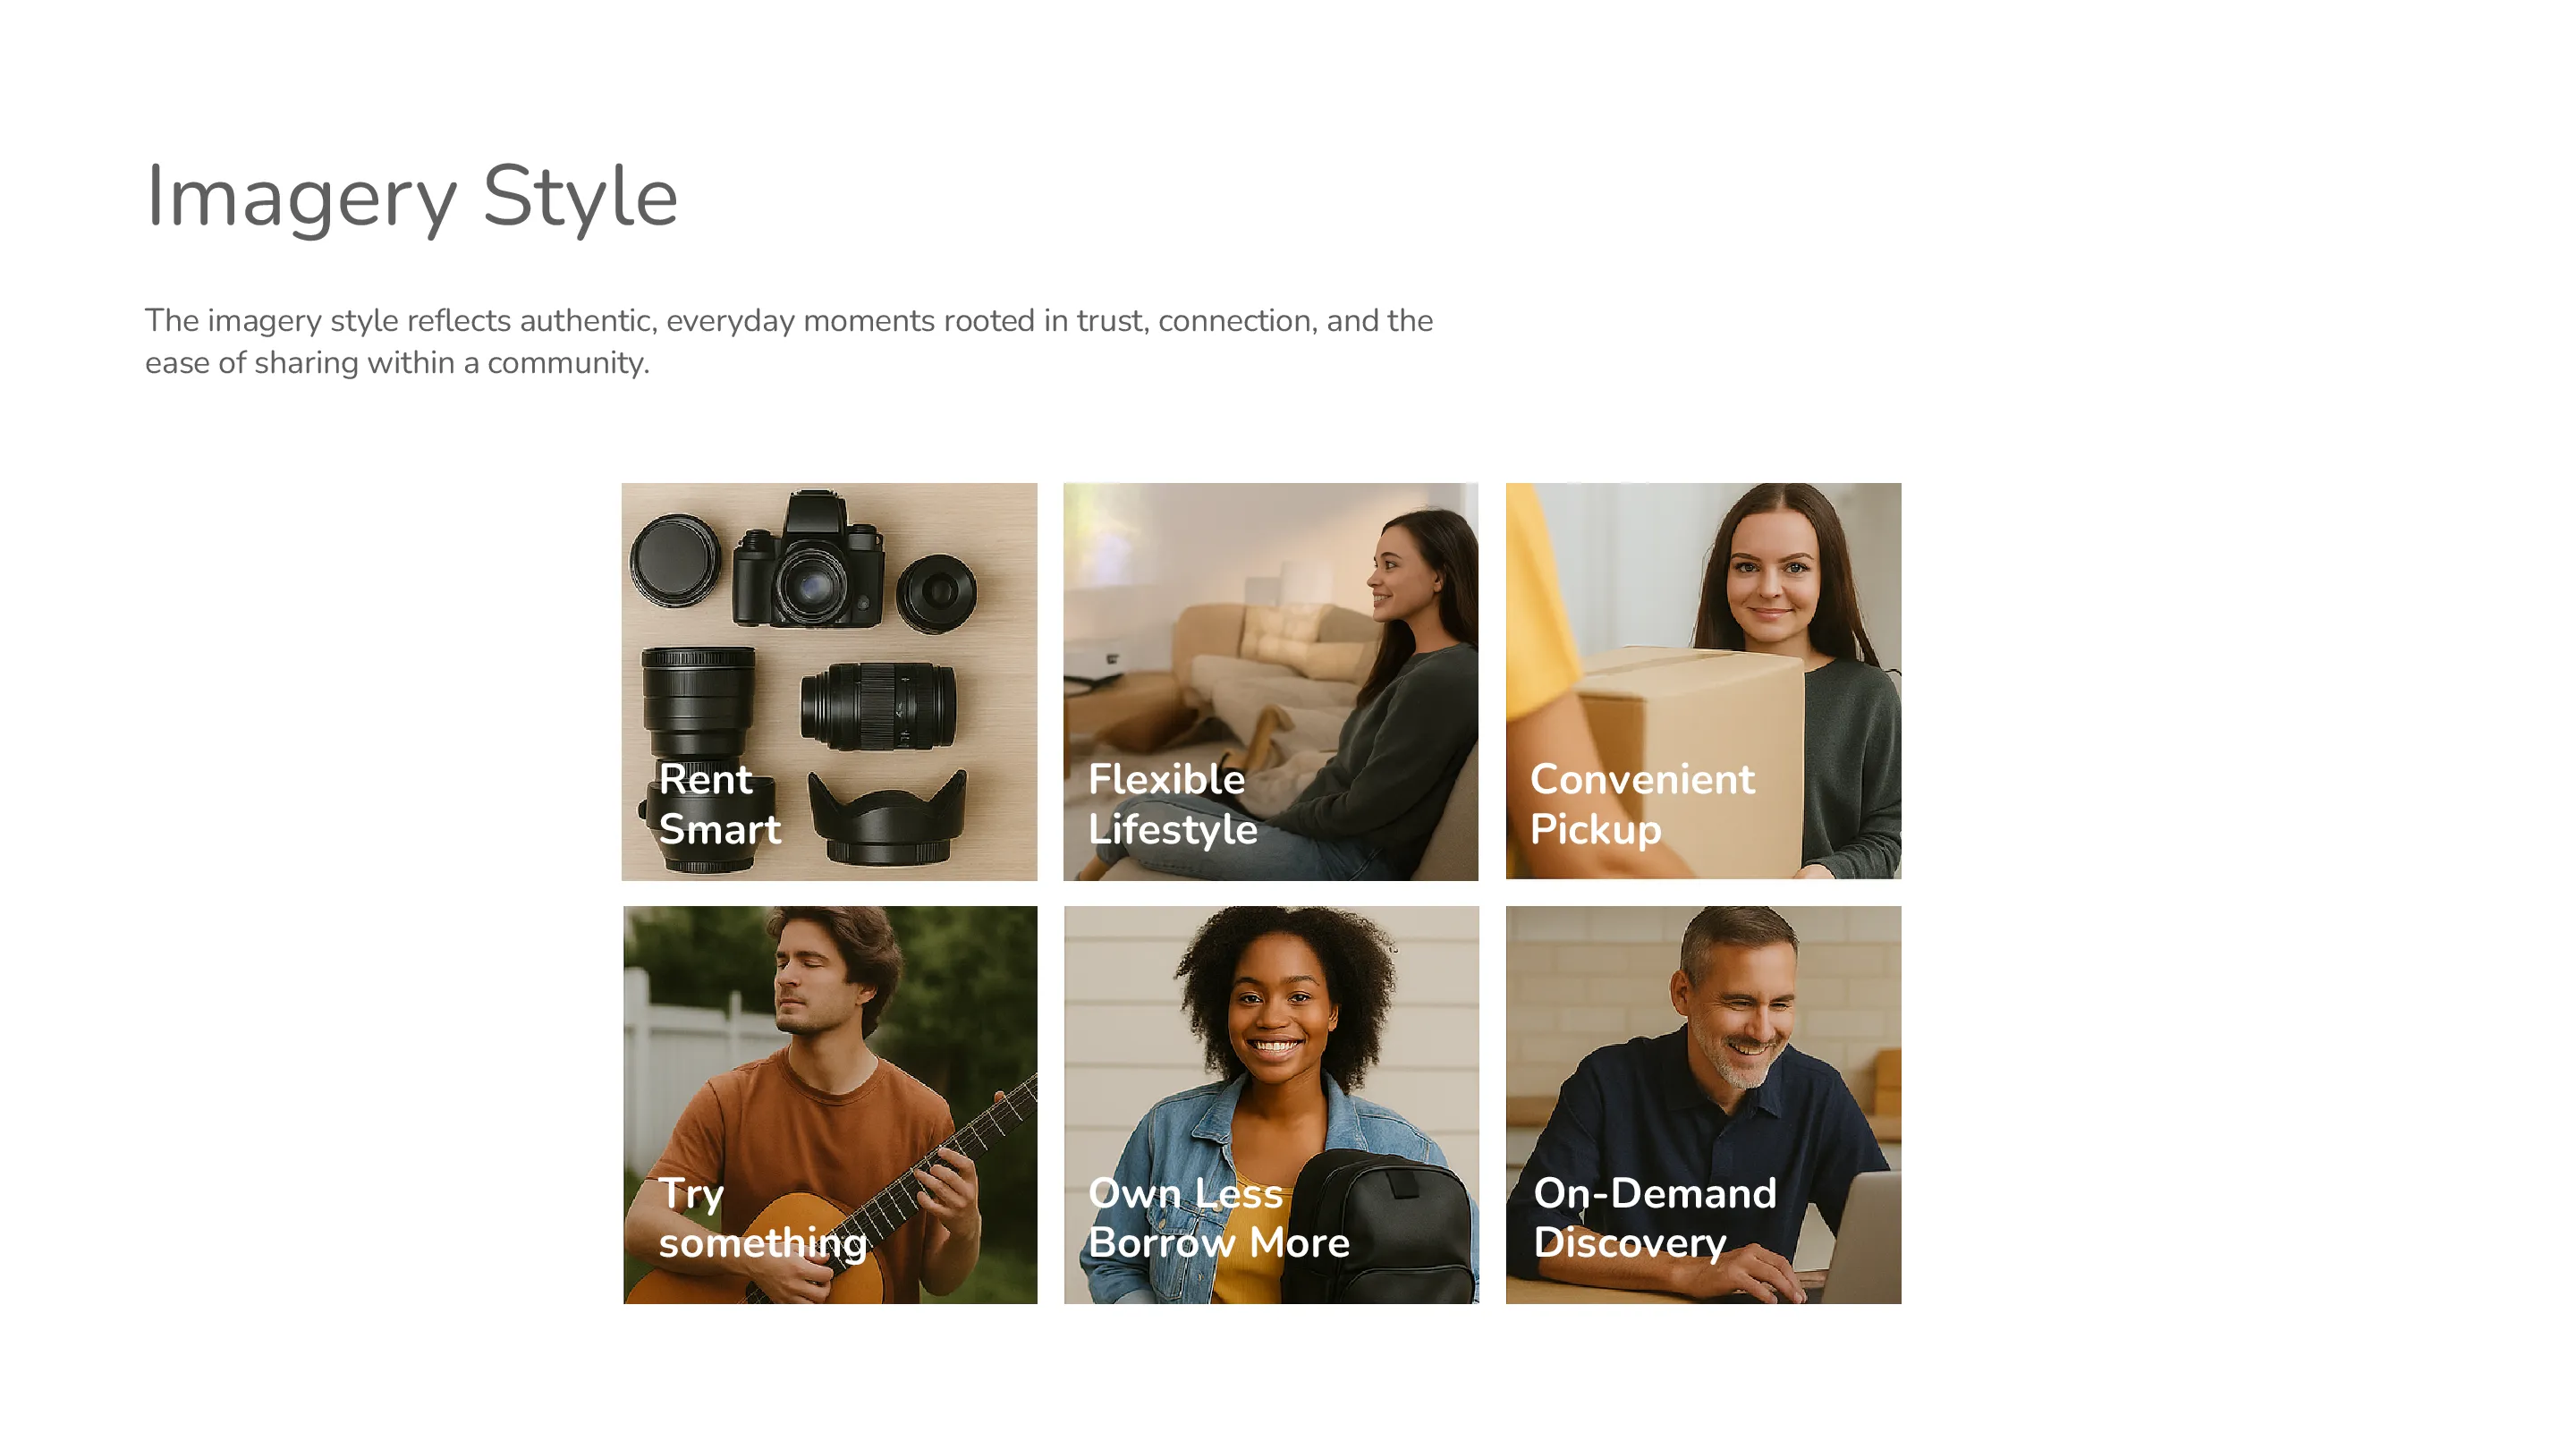 Imagery Style
The imagery style reflects authentic, everyday moments rooted in trust, connection, and the
ease of sharing within a community.
Rent
Smart
Flexible
Lifestyle
Convenient
Pickup
Try
something
Own Less
Borrow More
On-Demand
Discovery